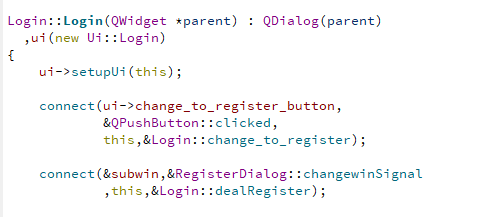 Login::Login(QWidget *parent) : QDialog(parent)
,ui(new Ui::Login)
{
ui->setupUi(this);
connect(ui->change_to_register_button,
&QPushButton::clicked,
this,&Login::change_to_register);
connect(&subwin,&RegisterDialog::changewinSignal
,this,&Login::dealRegister);